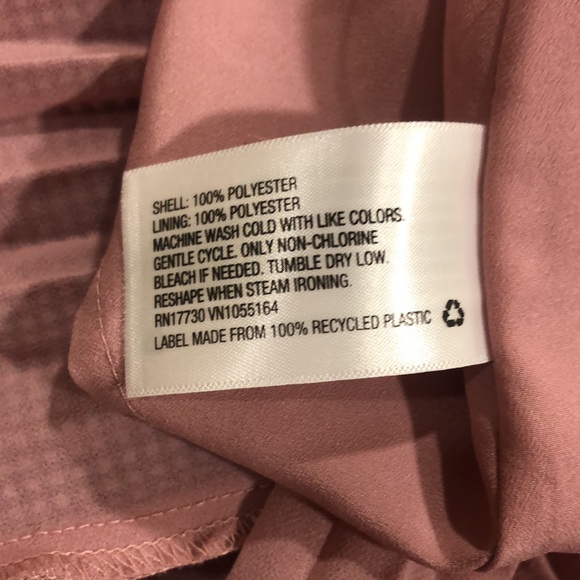 SHELL: 100% POLYESTER
LINING: 100% POLYESTER
MACHINE WASH COLD WITH LIKE COLORS.
GENTLE CYCLE. ONLY NON-CHLORINE
BLEACH IF NEEDED. TUMBLE DRY LOW.
RESHAPE WHEN STEAM IRONING.
RN17730 VN1055164
LABEL MADE FROM 100% RECYCLED PLASTIC